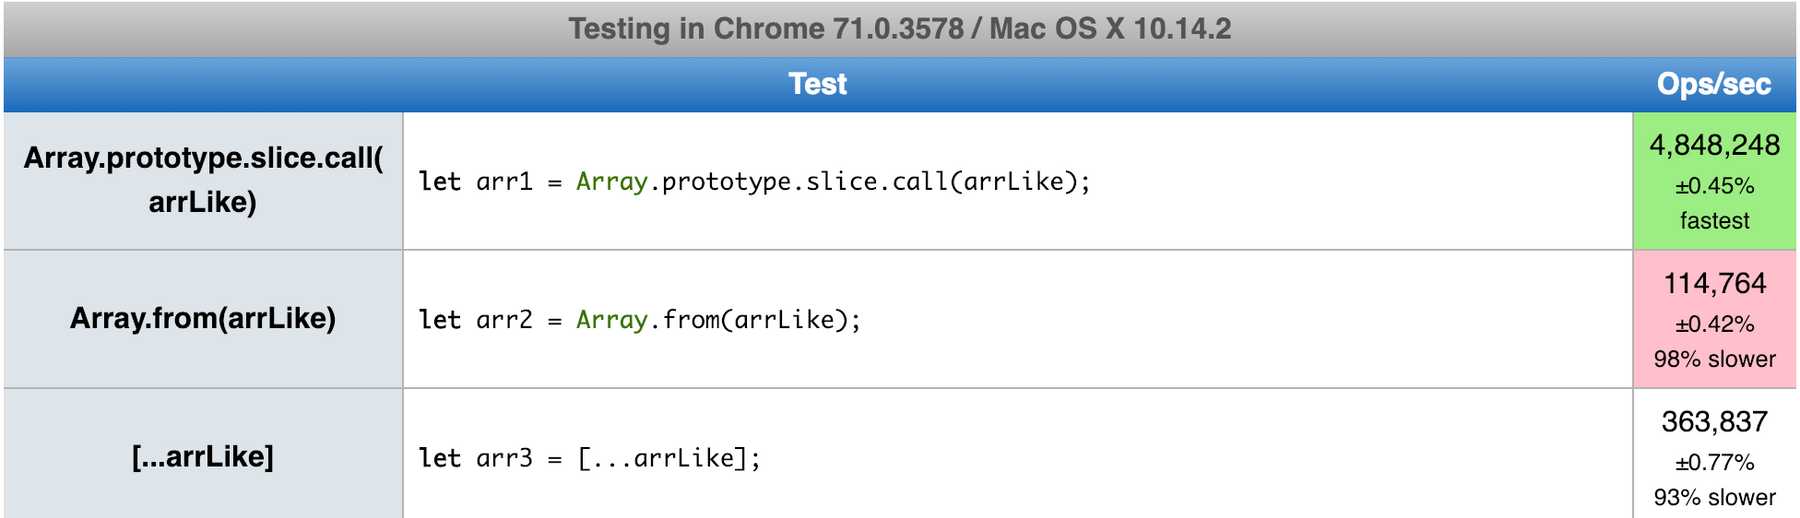 Testing in Chrome 71.0.3578 / Mac OS X 10.14.2
Test Ops/sec
Array.prototype.slice.call(
arrLike)
let arr1 = Array.prototype.slice.call(arrLike);
4,848,248
±0.45%
fastest
Array.from(arrLike)
let arr2 = Array.from(arrLike);
114,764
±0.42%
98% slower
[...arrLike]
let arr3 = [...arrLike];
363,837
±0.77%
93% slower